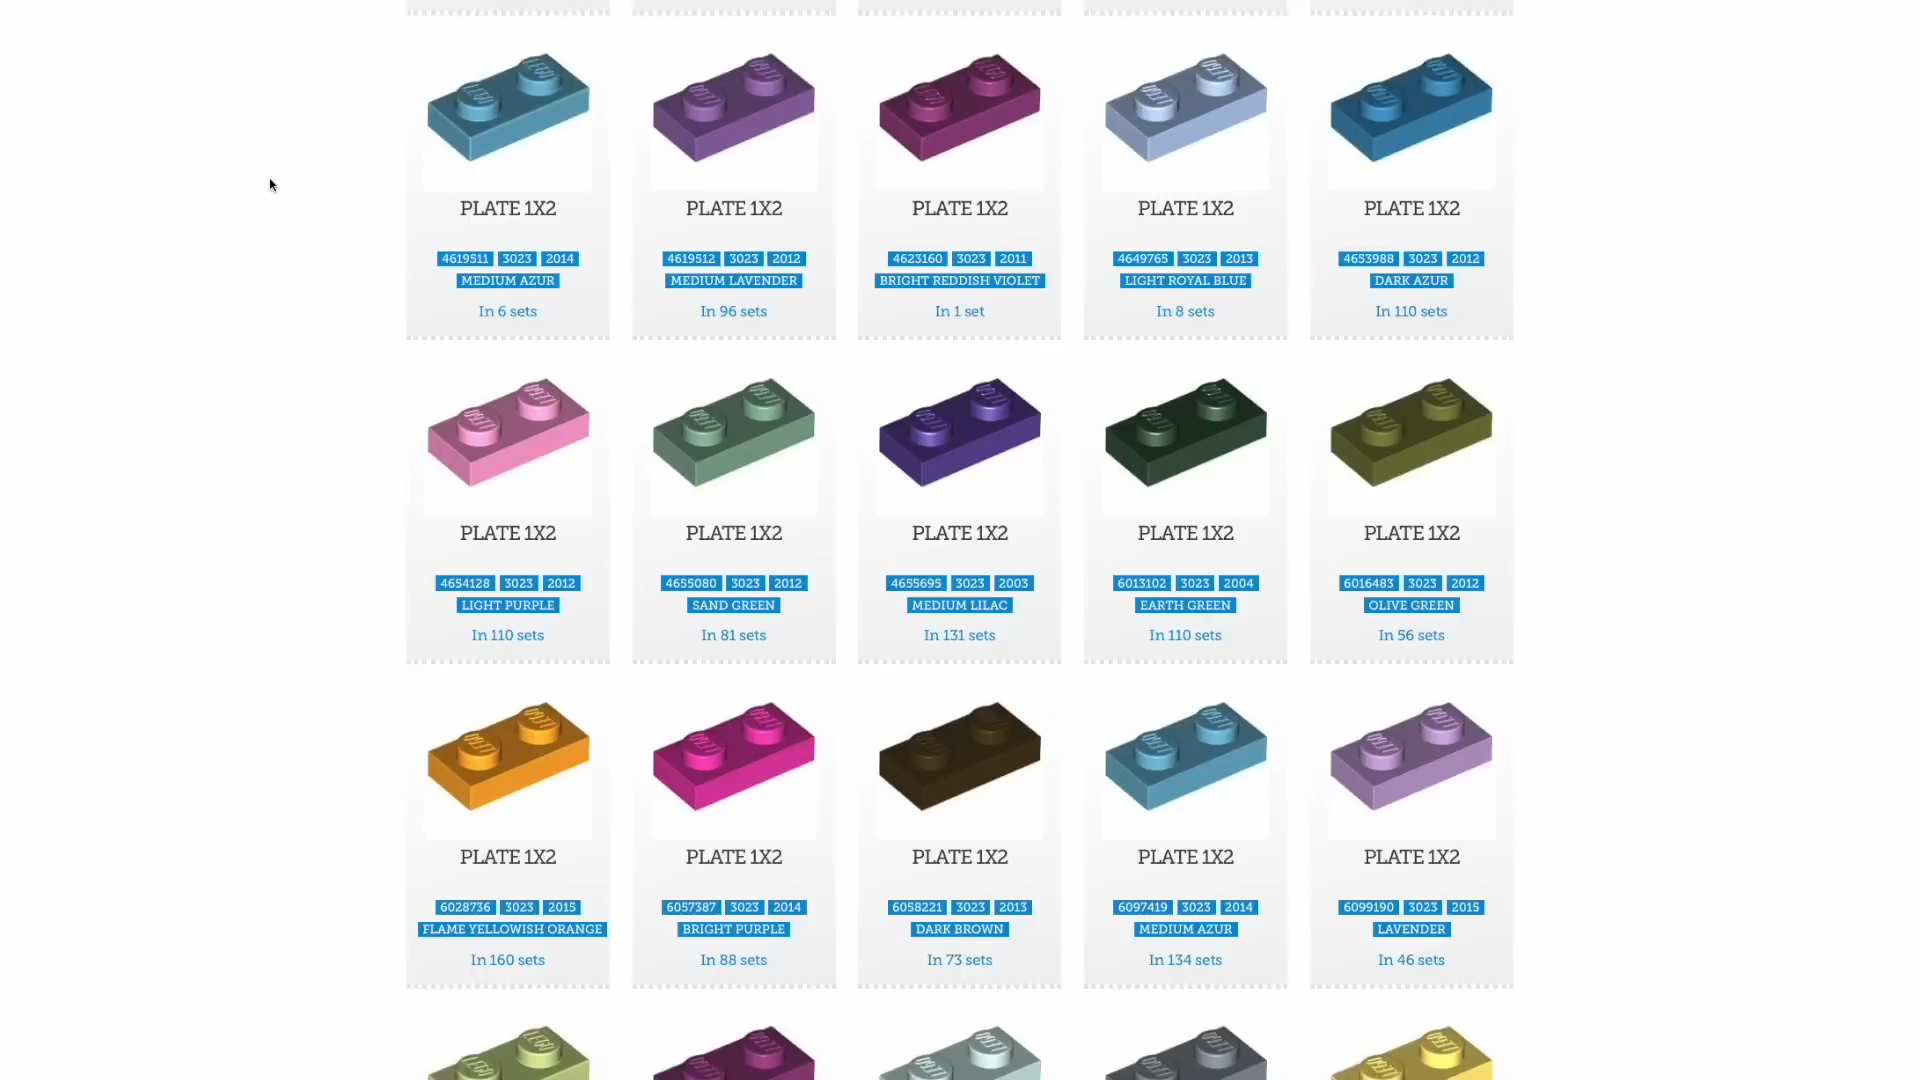 PLATE 1X2 PLATE 1X2 PLATE 1X2 PLATE 1X2 PLATE 1X2
4619511 3023 2014 4619512 3023 2012 4623160 3023 2011 4649765 3023 2013 4653988 3023 2012
MEDIUM AZUR MEDIUM LAVENDER BRIGHT REDDISH VIOLET LIGHT ROYAL BLUE DARK AZUR
In 6 sets In 96 sets In 1 set In 8 sets In 110 sets
PLATE 1X2 PLATE 1X2 PLATE 1X2 PLATE 1X2 PLATE 1X2
4654128 3023 2012 4655080 3023 2012 4655695 3023 2003 6013102 3023 2004 6016483 3023 2012
LIGHT PURPLE SAND GREEN MEDIUM LILAC EARTH GREEN OLIVE GREEN
In 110 sets In 81 sets In 131 sets In 110 sets In 56 sets
PLATE 1X2 PLATE 1X2 PLATE 1X2 PLATE 1X2 PLATE 1X2
6028736 3023 2015 6057387 3023 2014 6058221 3023 2013 6097419 3023 2014 6099190 3023 2015
FLAME YELLOWISH ORANGE BRIGHT PURPLE DARK BROWN MEDIUM AZUR LAVENDER
In 160 sets In 88 sets In 73 sets In 134 sets In 46 sets